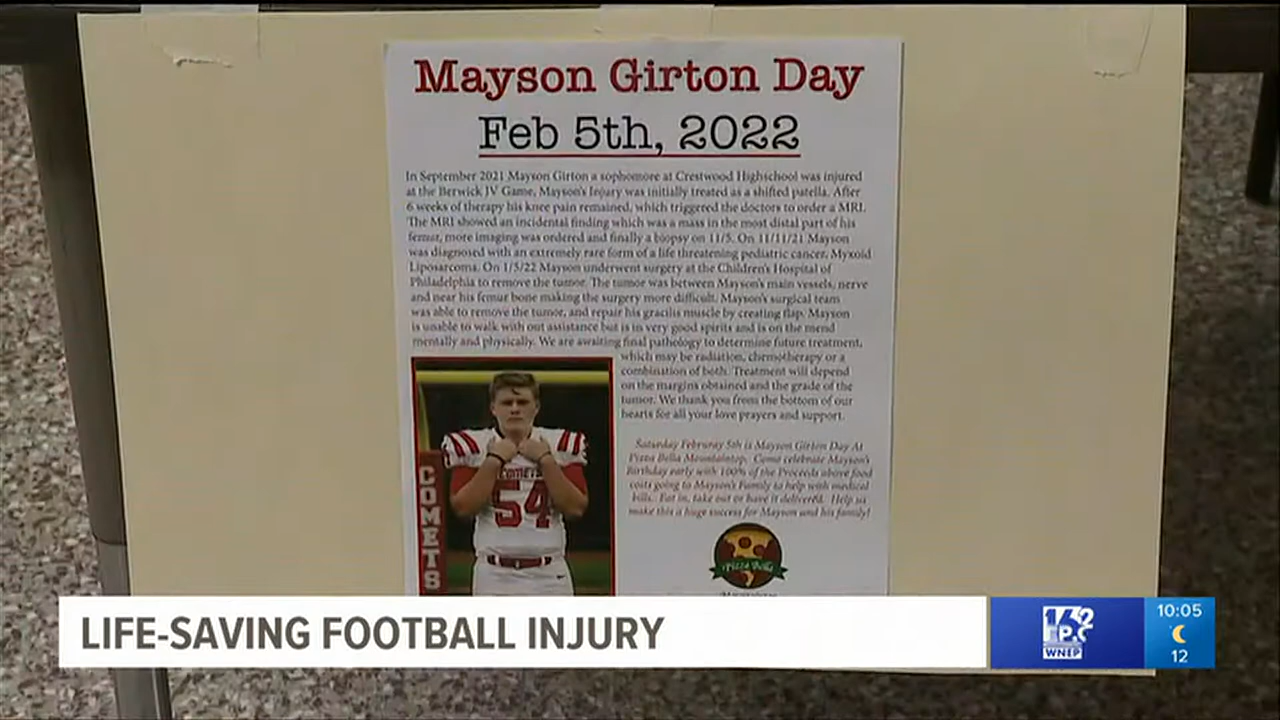 Mayson Girton Day
Feb 5th, 2022
In September 2021 Mayson Girton a sophomore at Crestwood Highschool was injured
at the Berwick JV Game, Mayson's Injury was initially treated as a shifted patella. After
6 weeks of therapy his knee pain remained, which triggered the doctors to order a MRI.
The MRI showed an incidental finding which was a mass in the most distal part of his
femur, more imaging was ordered and finally a biopsy on 11/5. On 11/11/21 Mayson
was diagnosed with an extremely rare form of a life threatening pediatric cancer, Myxoid
Liposarcoma. On 1/5/22 Mayson underwent surgery at the Children's Hospital of
Philadelphia to remove the tumor. The tumor was between Mayson's main vessels, nerve
and near his femur bone making the surgery more difficult. Mayson's surgical team
was able to remove the tumor, and repair his gracilis muscle by creating flap. Mayson
is unable to walk with out assistance but is in very good spirits and is on the mend
mentally and physically. We are awaiting final pathology to determine future treatment,
which may be radiation, chemotherapy or a
combination of both. Treatment will depend
on the margins obtained and the grade of the
tumor. We thank you from the bottom of our
hearts for all your love prayers and support.
Saturday Februray 5th is Mayson Girton Day At
Pizza Bella Mountaintop. Come celebrate Mayson's
Birthday early with 100% of the Proceeds above food
costs going to Mayson's Family to help with medical
bills. Eat in, take out or have it delivered. Help us
make this a huge success for Mayson and his family!
COMETS
COMETS
54
Pizza Bella
LIFE-SAVING FOOTBALL INJURY
16
WNEP
10:05
12